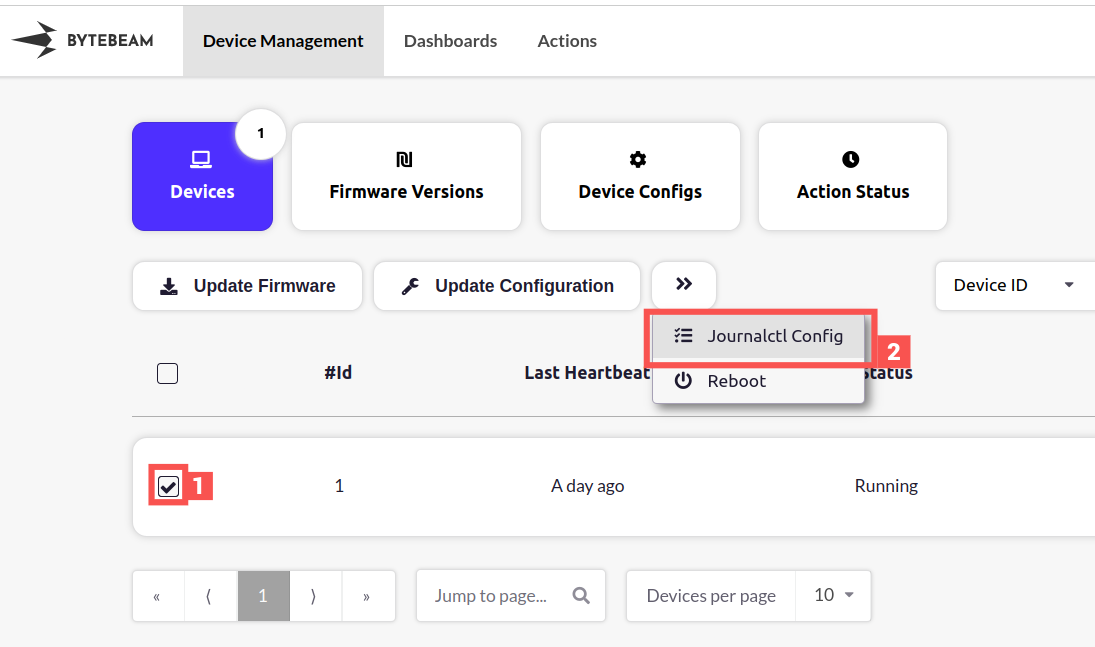 BYTEBEAM Device Management Dashboards Actions
1
Devices Firmware Versions Device Configs Action Status
Update Firmware Update Configuration » Device ID
Journalctl Config 2
#Id Last Heartbeat Status
Reboot
1 1 A day ago Running
« ⟨ 1 ⟩ » Jump to page... Devices per page 10